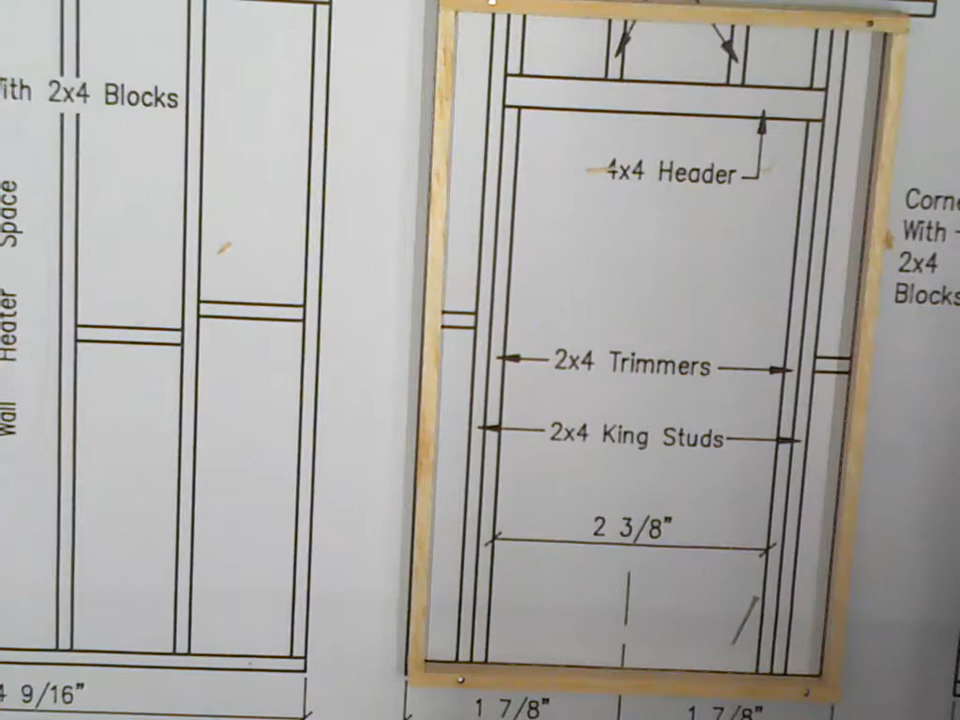 With 2x4 Blocks
Wall Heater Space
4x4 Header
Corne
With
2x4
Blocks
2x4 Trimmers
2x4 King Studs
2 3/8"
4 9/16"
1 7/8"
1 7/8"